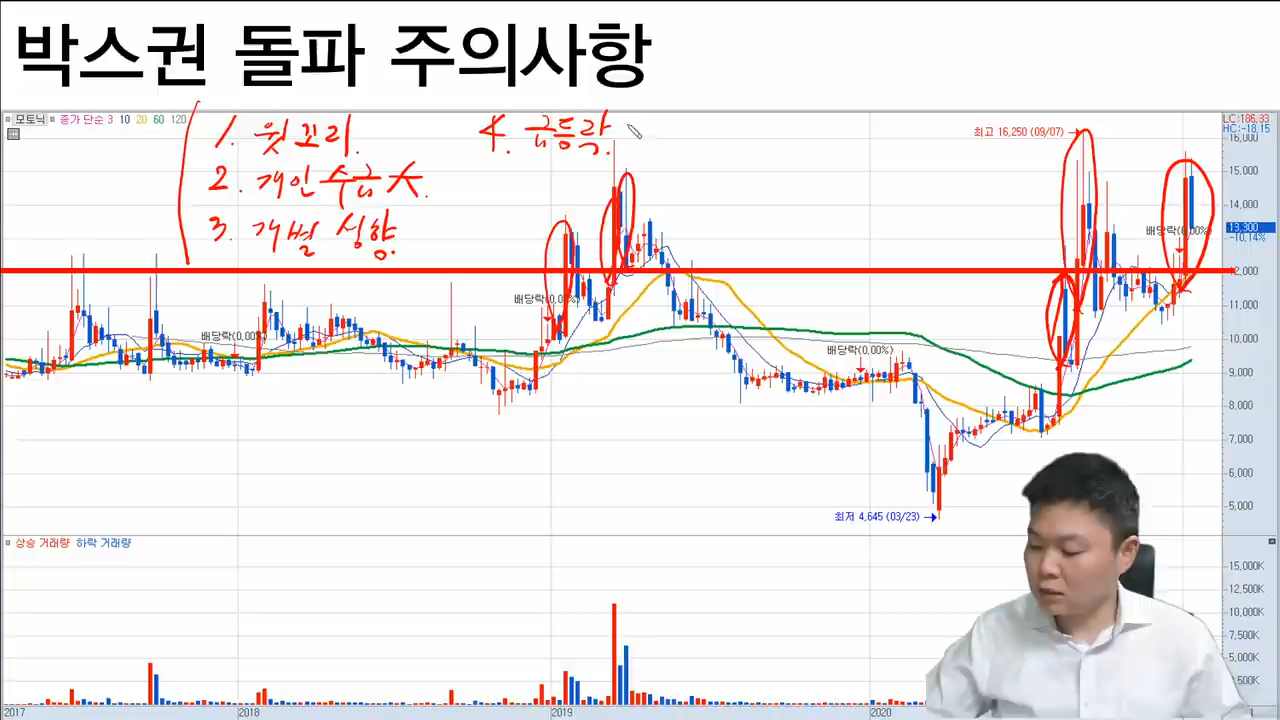 박스권 돌파 주의사항
모토닉 종가 단순 3 10 20 60 120
LC:186.33
HC:-18.15
1. 윗꼬리
2. 개인 수급 大
3. 개별 성향
4. 급등락
최고 16,250 (09/07)
배당락(0,00%)
배당락(0,00%)
배당락(0,00%)
배당락(0,00%)
최저 4,645 (03/23)
16,000
15,000
14,000
13,300
-10.14%
2,000
11,000
10,000
9,000
8,000
7,000
6,000
5,000
상승 거래량 하락 거래량
15,000K
12,500K
10,000K
7,500K
5,000K
500K
2017 2018 2019 2020 1